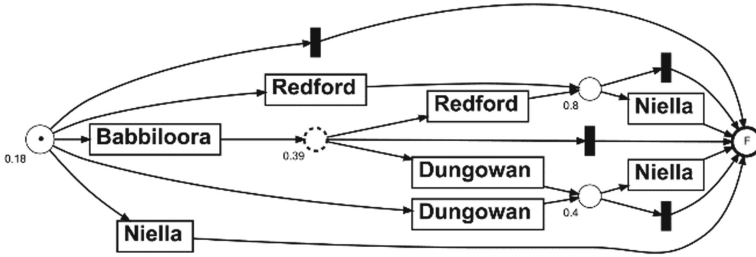 Redford
Redford
0.8
Niella
Babbiloora
0.18
0.39
F
Dungowan
Niella
Dungowan
0.4
Niella